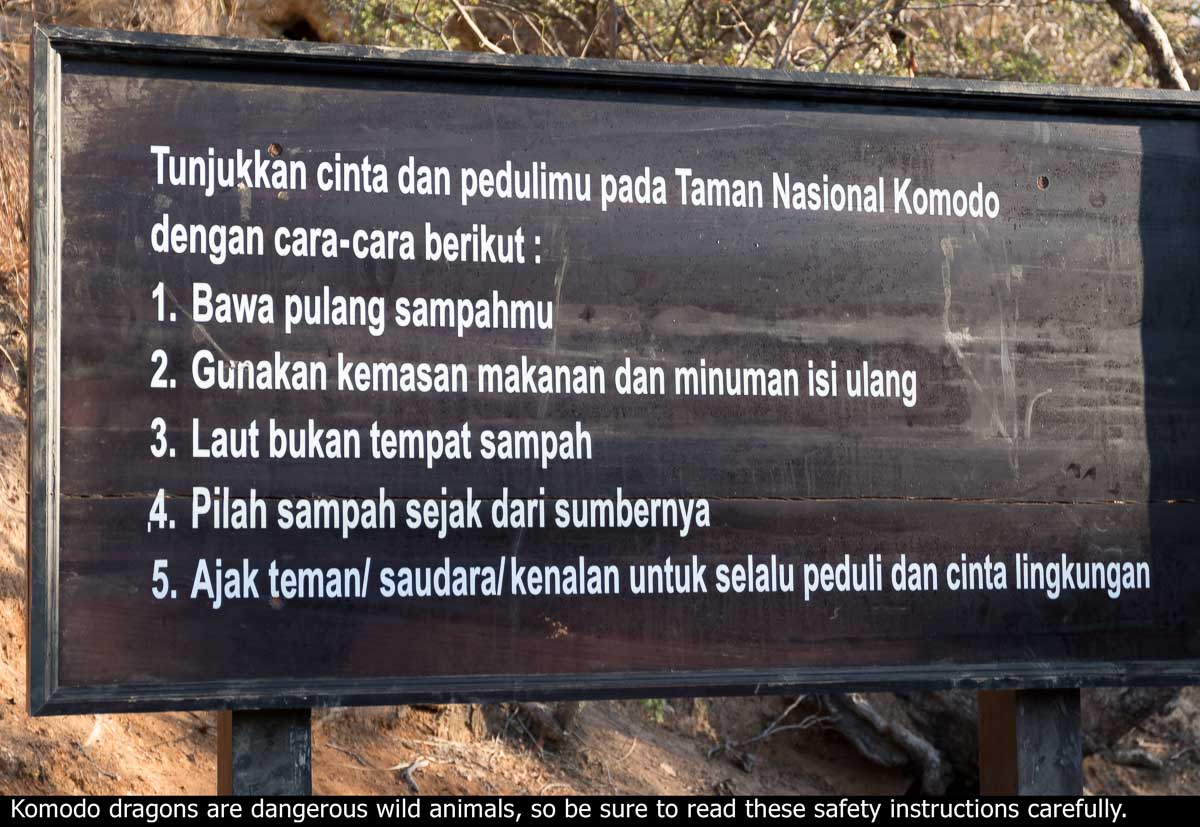 Tunjukkan cinta dan pedulimu pada Taman Nasional Komodo
dengan cara-cara berikut :
1. Bawa pulang sampahmu
2. Gunakan kemasan makanan dan minuman isi ulang
3. Laut bukan tempat sampah
4. Pilah sampah sejak dari sumbernya
5. Ajak teman/ saudara/ kenalan untuk selalu peduli dan cinta lingkungan
Komodo dragons are dangerous wild animals, so be sure to read these safety instructions carefully.